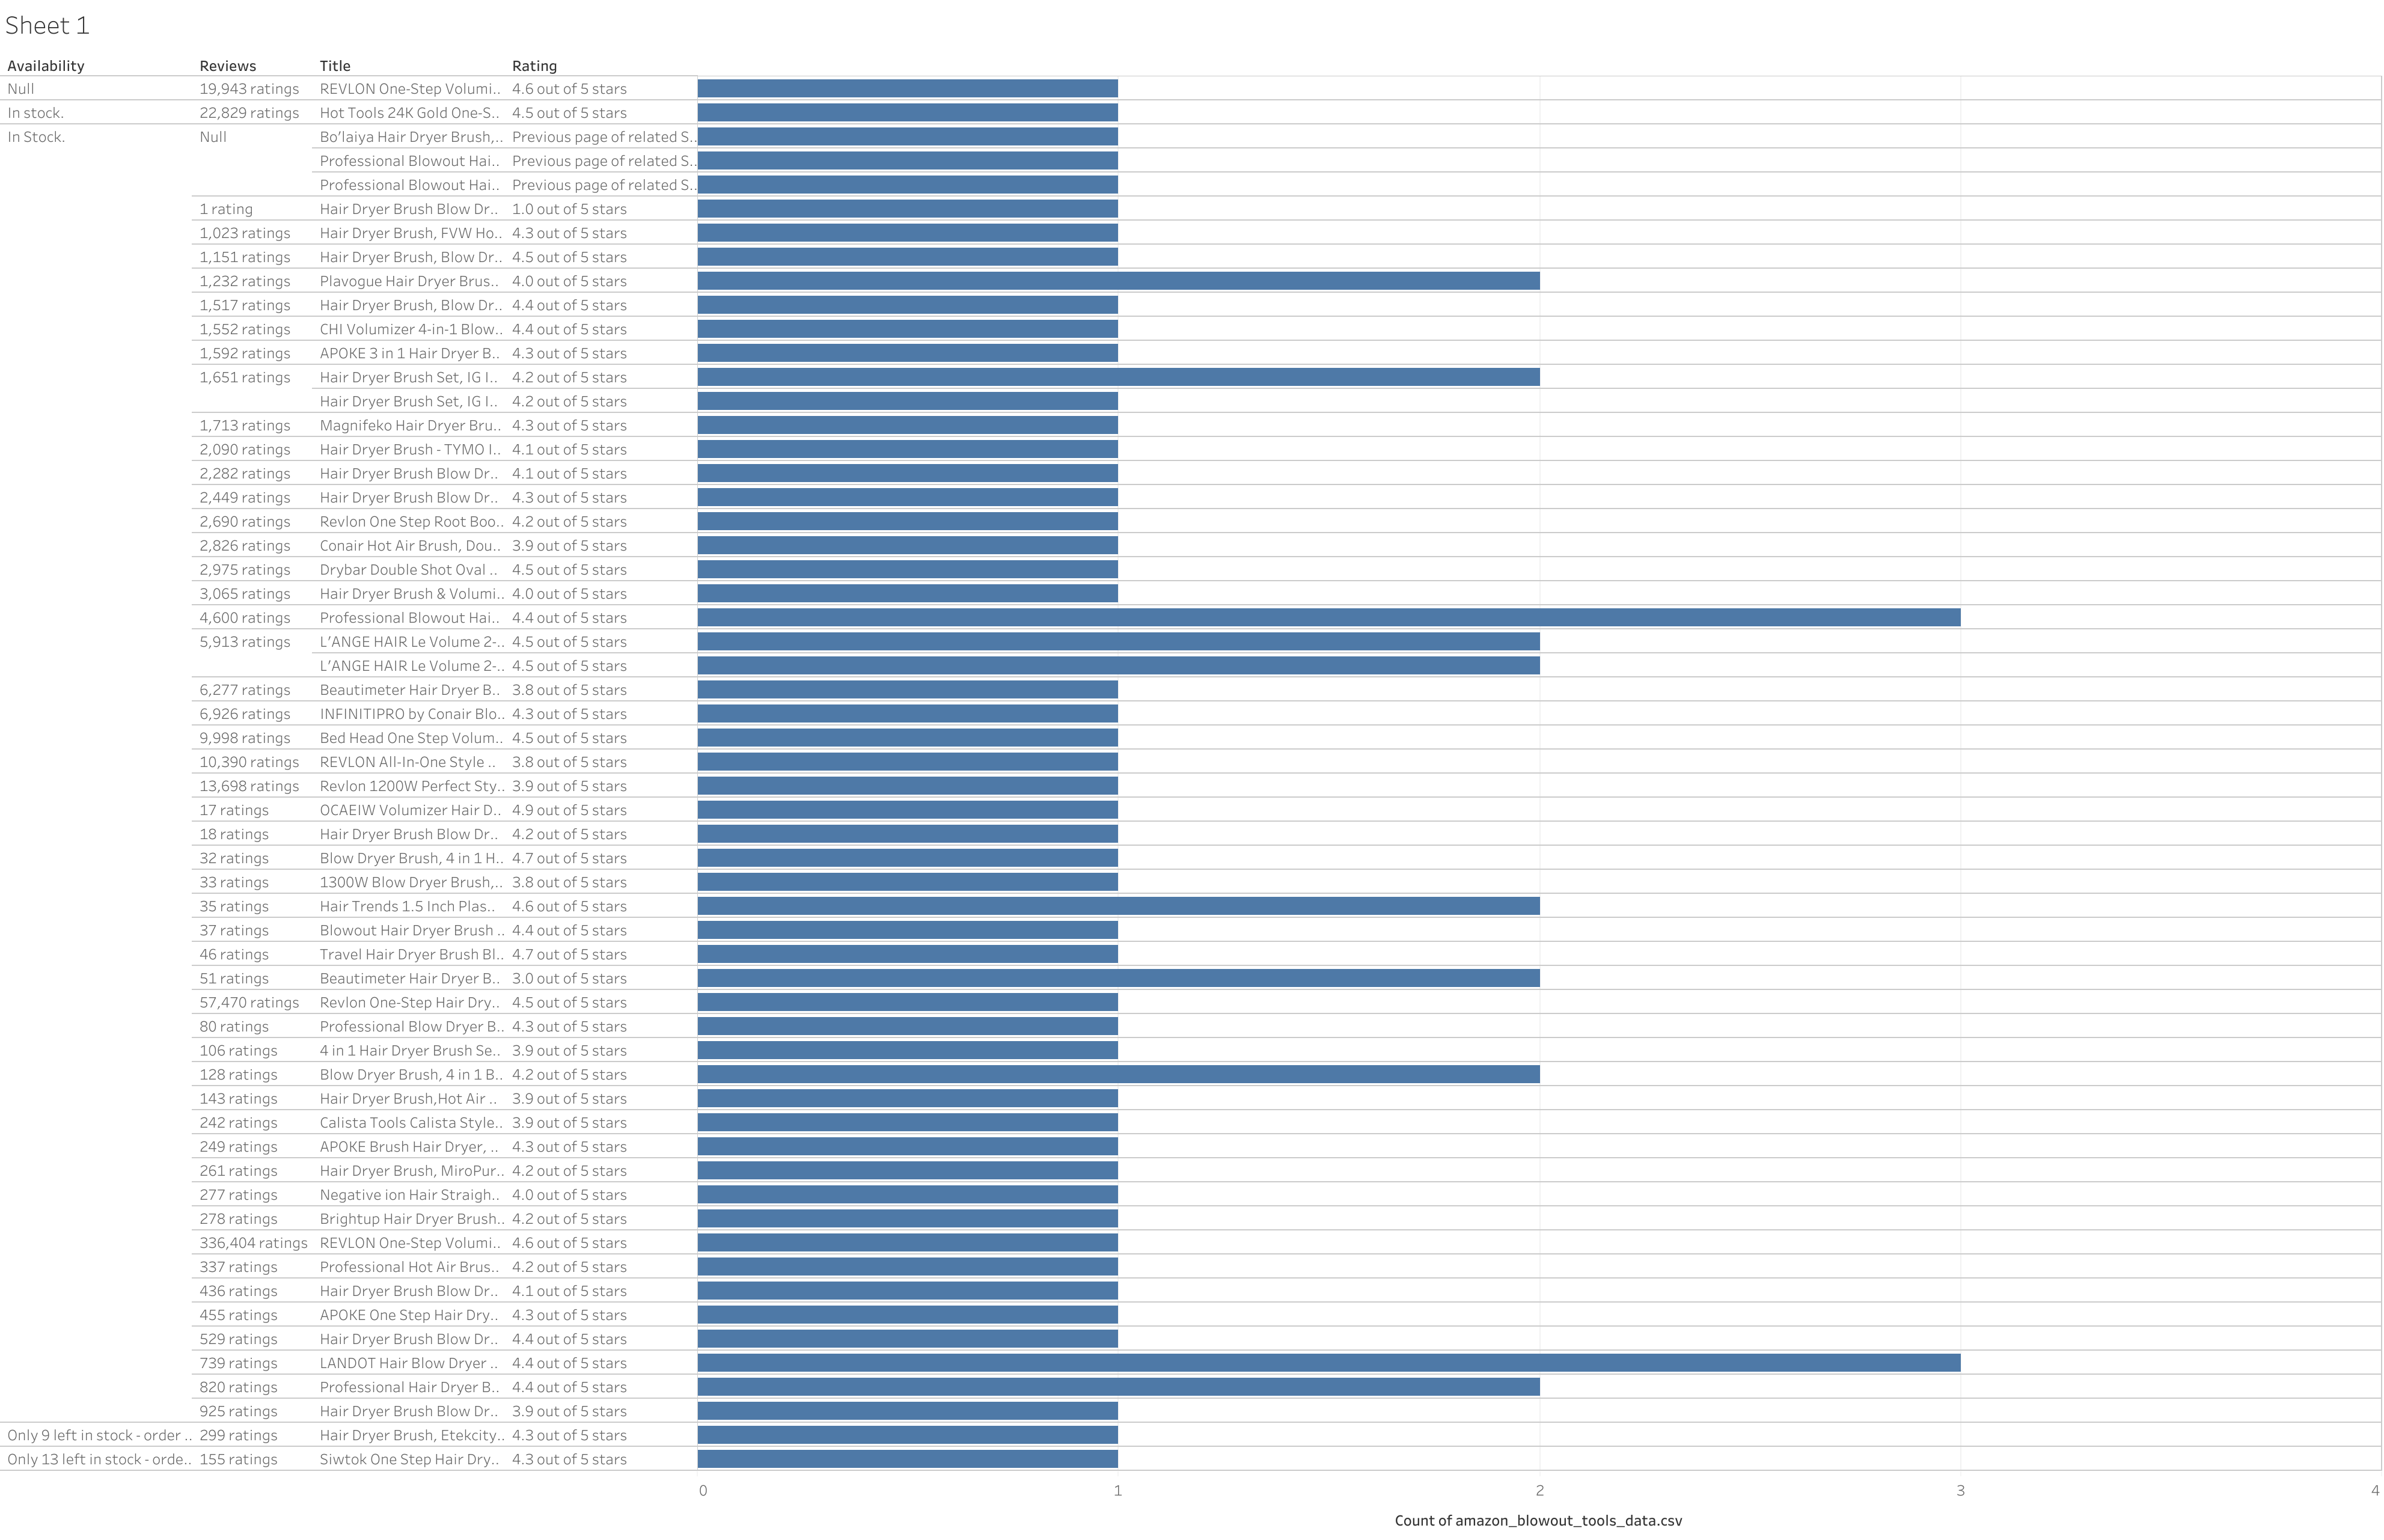 Sheet 1
Availability Reviews Title Rating
Null 19,943 ratings REVLON One-Step Volumi.. 4.6 out of 5 stars
In stock. 22,829 ratings Hot Tools 24K Gold One-S.. 4.5 out of 5 stars
In Stock. Null Bo’laiya Hair Dryer Brush,.. Previous page of related S..
Professional Blowout Hai.. Previous page of related S..
Professional Blowout Hai.. Previous page of related S..
1 rating Hair Dryer Brush Blow Dr.. 1.0 out of 5 stars
1,023 ratings Hair Dryer Brush, FVW Ho.. 4.3 out of 5 stars
1,151 ratings Hair Dryer Brush, Blow Dr.. 4.5 out of 5 stars
1,232 ratings Plavogue Hair Dryer Brus.. 4.0 out of 5 stars
1,517 ratings Hair Dryer Brush, Blow Dr.. 4.4 out of 5 stars
1,552 ratings CHI Volumizer 4-in-1 Blow.. 4.4 out of 5 stars
1,592 ratings APOKE 3 in 1 Hair Dryer B.. 4.3 out of 5 stars
1,651 ratings Hair Dryer Brush Set, IG I.. 4.2 out of 5 stars
Hair Dryer Brush Set, IG I.. 4.2 out of 5 stars
1,713 ratings Magnifeko Hair Dryer Bru.. 4.3 out of 5 stars
2,090 ratings Hair Dryer Brush - TYMO I.. 4.1 out of 5 stars
2,282 ratings Hair Dryer Brush Blow Dr.. 4.1 out of 5 stars
2,449 ratings Hair Dryer Brush Blow Dr.. 4.3 out of 5 stars
2,690 ratings Revlon One Step Root Boo.. 4.2 out of 5 stars
2,826 ratings Conair Hot Air Brush, Dou.. 3.9 out of 5 stars
2,975 ratings Drybar Double Shot Oval .. 4.5 out of 5 stars
3,065 ratings Hair Dryer Brush & Volumi.. 4.0 out of 5 stars
4,600 ratings Professional Blowout Hai.. 4.4 out of 5 stars
5,913 ratings L’ANGE HAIR Le Volume 2-.. 4.5 out of 5 stars
L’ANGE HAIR Le Volume 2-.. 4.5 out of 5 stars
6,277 ratings Beautimeter Hair Dryer B.. 3.8 out of 5 stars
6,926 ratings INFINITIPRO by Conair Blo.. 4.3 out of 5 stars
9,998 ratings Bed Head One Step Volum.. 4.5 out of 5 stars
10,390 ratings REVLON All-In-One Style .. 3.8 out of 5 stars
13,698 ratings Revlon 1200W Perfect Sty.. 3.9 out of 5 stars
17 ratings OCAEIW Volumizer Hair D.. 4.9 out of 5 stars
18 ratings Hair Dryer Brush Blow Dr.. 4.2 out of 5 stars
32 ratings Blow Dryer Brush, 4 in 1 H.. 4.7 out of 5 stars
33 ratings 1300W Blow Dryer Brush,.. 3.8 out of 5 stars
35 ratings Hair Trends 1.5 Inch Plas.. 4.6 out of 5 stars
37 ratings Blowout Hair Dryer Brush .. 4.4 out of 5 stars
46 ratings Travel Hair Dryer Brush Bl.. 4.7 out of 5 stars
51 ratings Beautimeter Hair Dryer B.. 3.0 out of 5 stars
57,470 ratings Revlon One-Step Hair Dry.. 4.5 out of 5 stars
80 ratings Professional Blow Dryer B.. 4.3 out of 5 stars
106 ratings 4 in 1 Hair Dryer Brush Se.. 3.9 out of 5 stars
128 ratings Blow Dryer Brush, 4 in 1 B.. 4.2 out of 5 stars
143 ratings Hair Dryer Brush,Hot Air .. 3.9 out of 5 stars
242 ratings Calista Tools Calista Style.. 3.9 out of 5 stars
249 ratings APOKE Brush Hair Dryer, .. 4.3 out of 5 stars
261 ratings Hair Dryer Brush, MiroPur.. 4.2 out of 5 stars
277 ratings Negative ion Hair Straigh.. 4.0 out of 5 stars
278 ratings Brightup Hair Dryer Brush.. 4.2 out of 5 stars
336,404 ratings REVLON One-Step Volumi.. 4.6 out of 5 stars
337 ratings Professional Hot Air Brus.. 4.2 out of 5 stars
436 ratings Hair Dryer Brush Blow Dr.. 4.1 out of 5 stars
455 ratings APOKE One Step Hair Dry.. 4.3 out of 5 stars
529 ratings Hair Dryer Brush Blow Dr.. 4.4 out of 5 stars
739 ratings LANDOT Hair Blow Dryer .. 4.4 out of 5 stars
820 ratings Professional Hair Dryer B.. 4.4 out of 5 stars
925 ratings Hair Dryer Brush Blow Dr.. 3.9 out of 5 stars
Only 9 left in stock - order .. 299 ratings Hair Dryer Brush, Etekcity.. 4.3 out of 5 stars
Only 13 left in stock - orde.. 155 ratings Siwtok One Step Hair Dry.. 4.3 out of 5 stars
0 1 2 3 4
Count of amazon_blowout_tools_data.csv